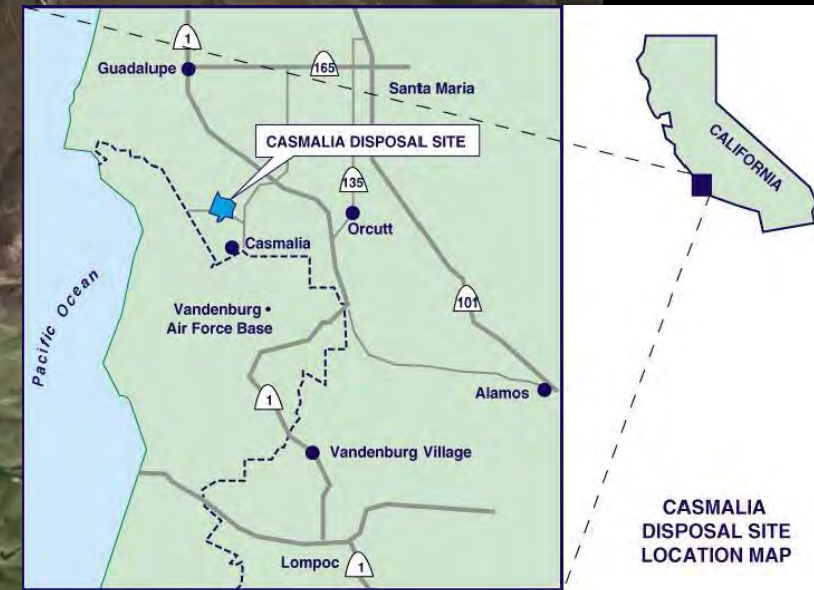 1
Guadalupe
165
Santa Maria
CASMALIA DISPOSAL SITE
135
Orcutt
Casmalia
Vandenburg
Air Force Base
101
Pacific Ocean
Alamos
1
Vandenburg Village
Lompoc
1
CALIFORNIA
CASMALIA
DISPOSAL SITE
LOCATION MAP